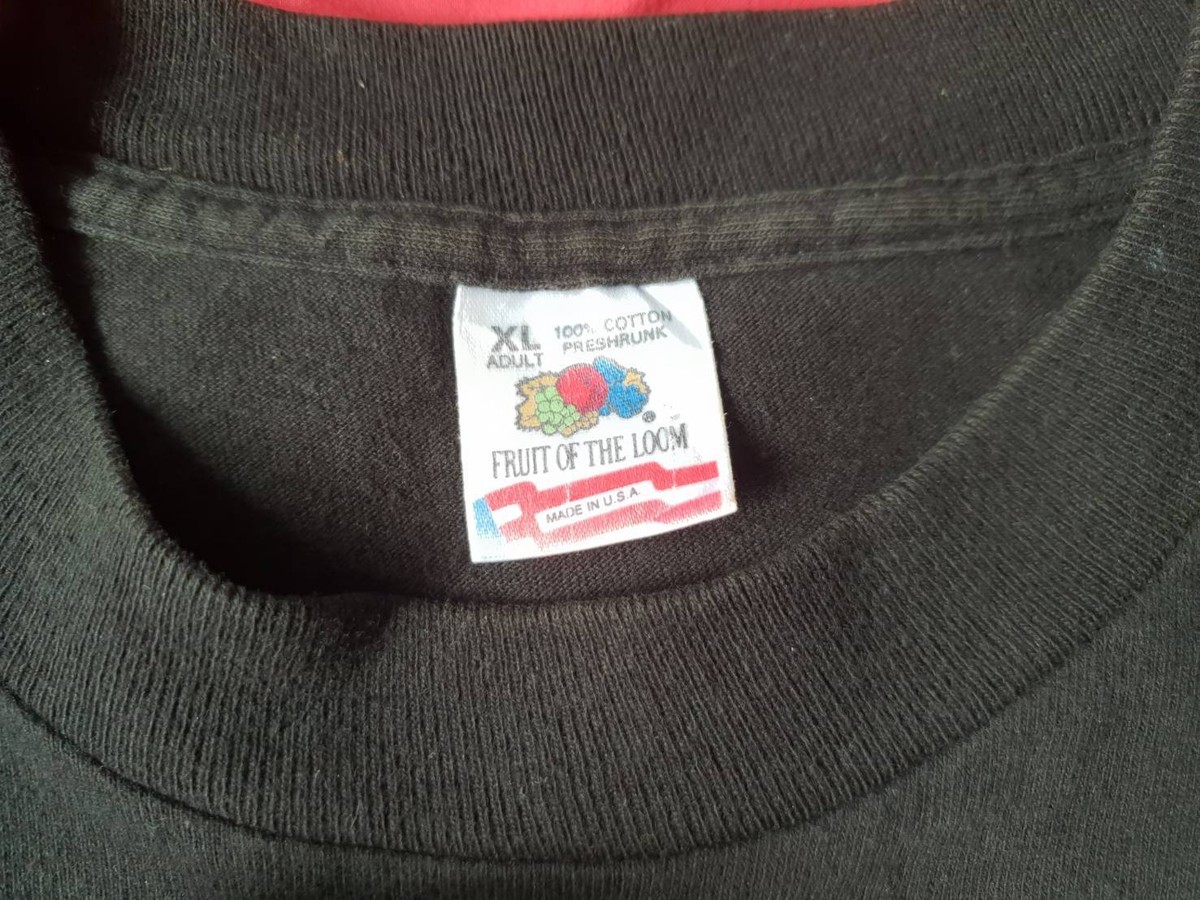 XL 100% COTTON
ADULT PRESHRUNK
®
FRUIT OF THE LOOM
MADE IN U.S.A.